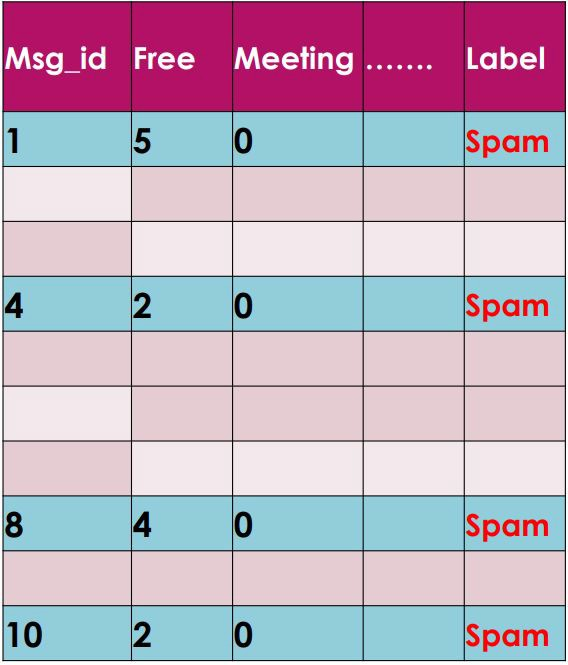 Msg_id Free Meeting ....... Label
1 5 0 Spam
4 2 0 Spam
8 4 0 Spam
10 2 0 Spam